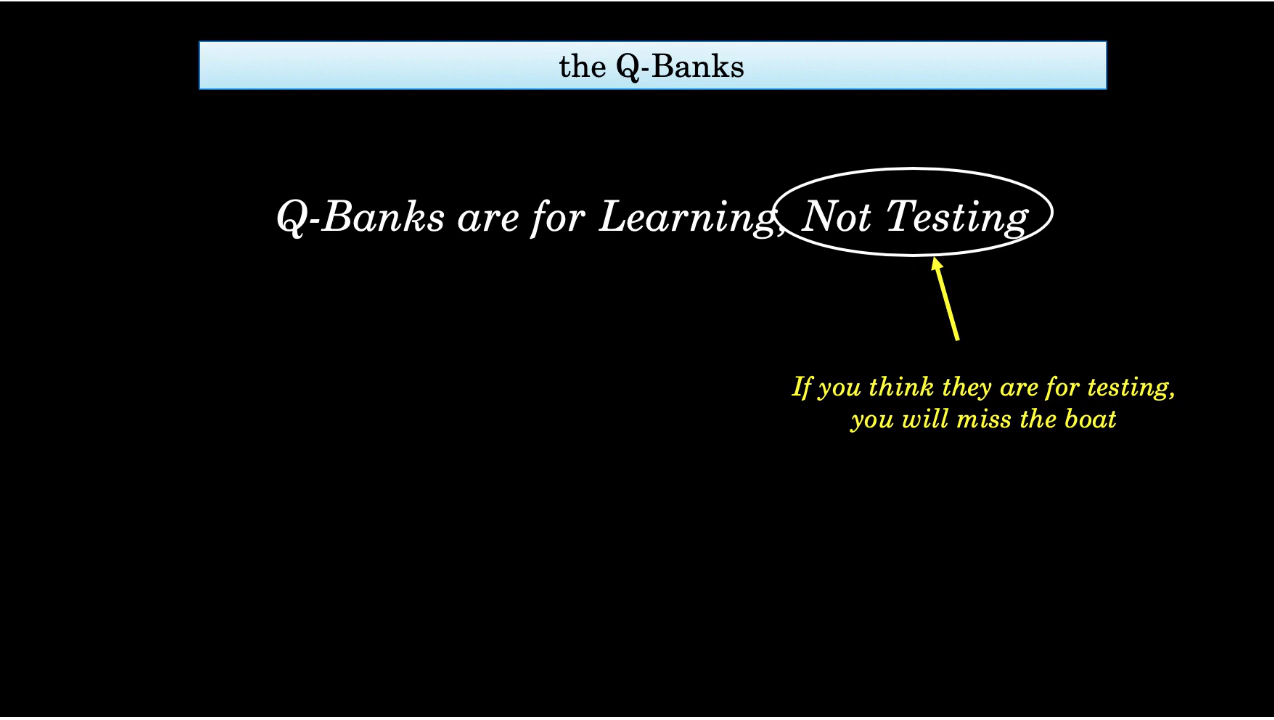 the Q-Banks
Q-Banks are for Learning, Not Testing
If you think they are for testing,
you will miss the boat